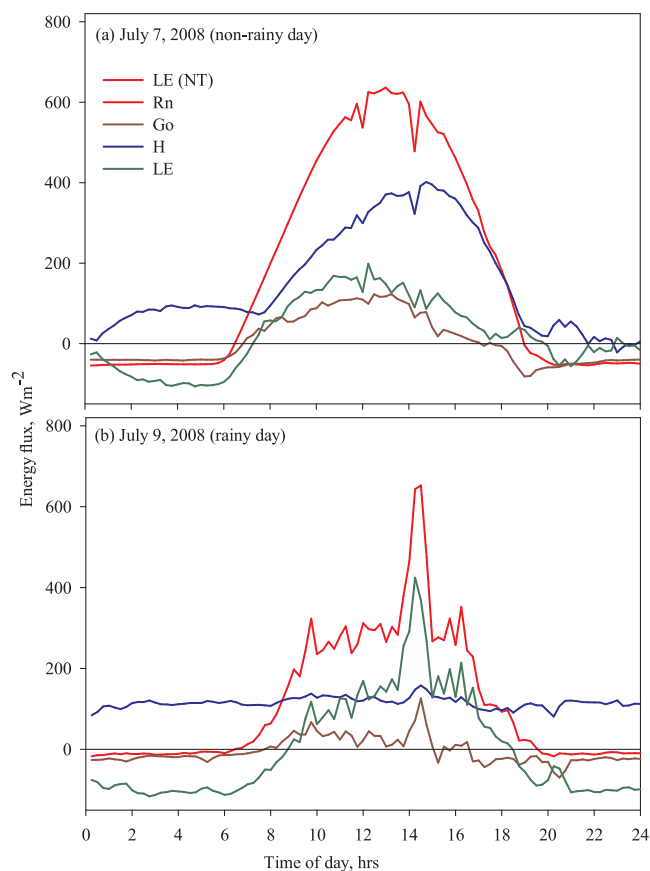 800
(a) July 7, 2008 (non-rainy day)
LE (NT)
Rn
Go
H
LE
600
400
200
0
Energy flux, Wm-2
800
(b) July 9, 2008 (rainy day)
600
400
200
0
0 2 4 6 8 10 12 14 16 18 20 22 24
Time of day, hrs